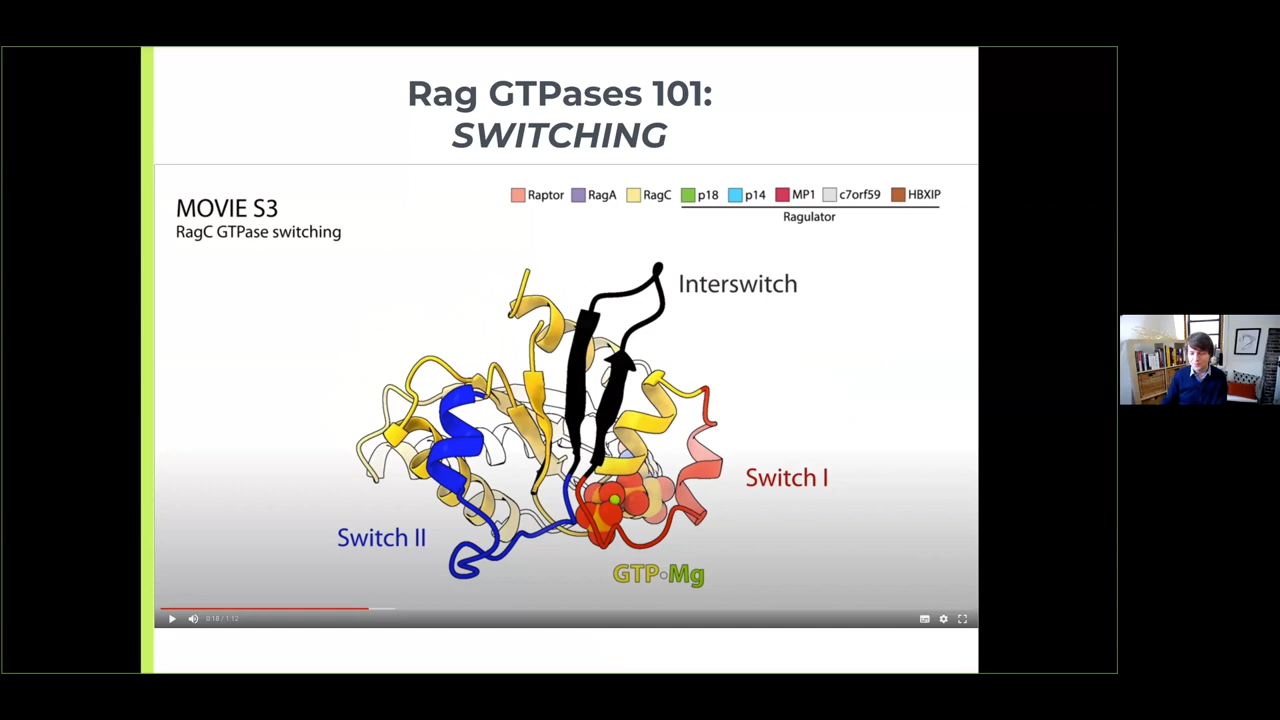 Rag GTPases 101:
SWITCHING
Raptor RagA RagC p18 p14 MP1 c7orf59 HBXIP
Ragulator
MOVIE S3
RagC GTPase switching
Interswitch
Switch I
Switch II
GTP◦Mg
0:18 / 1:12